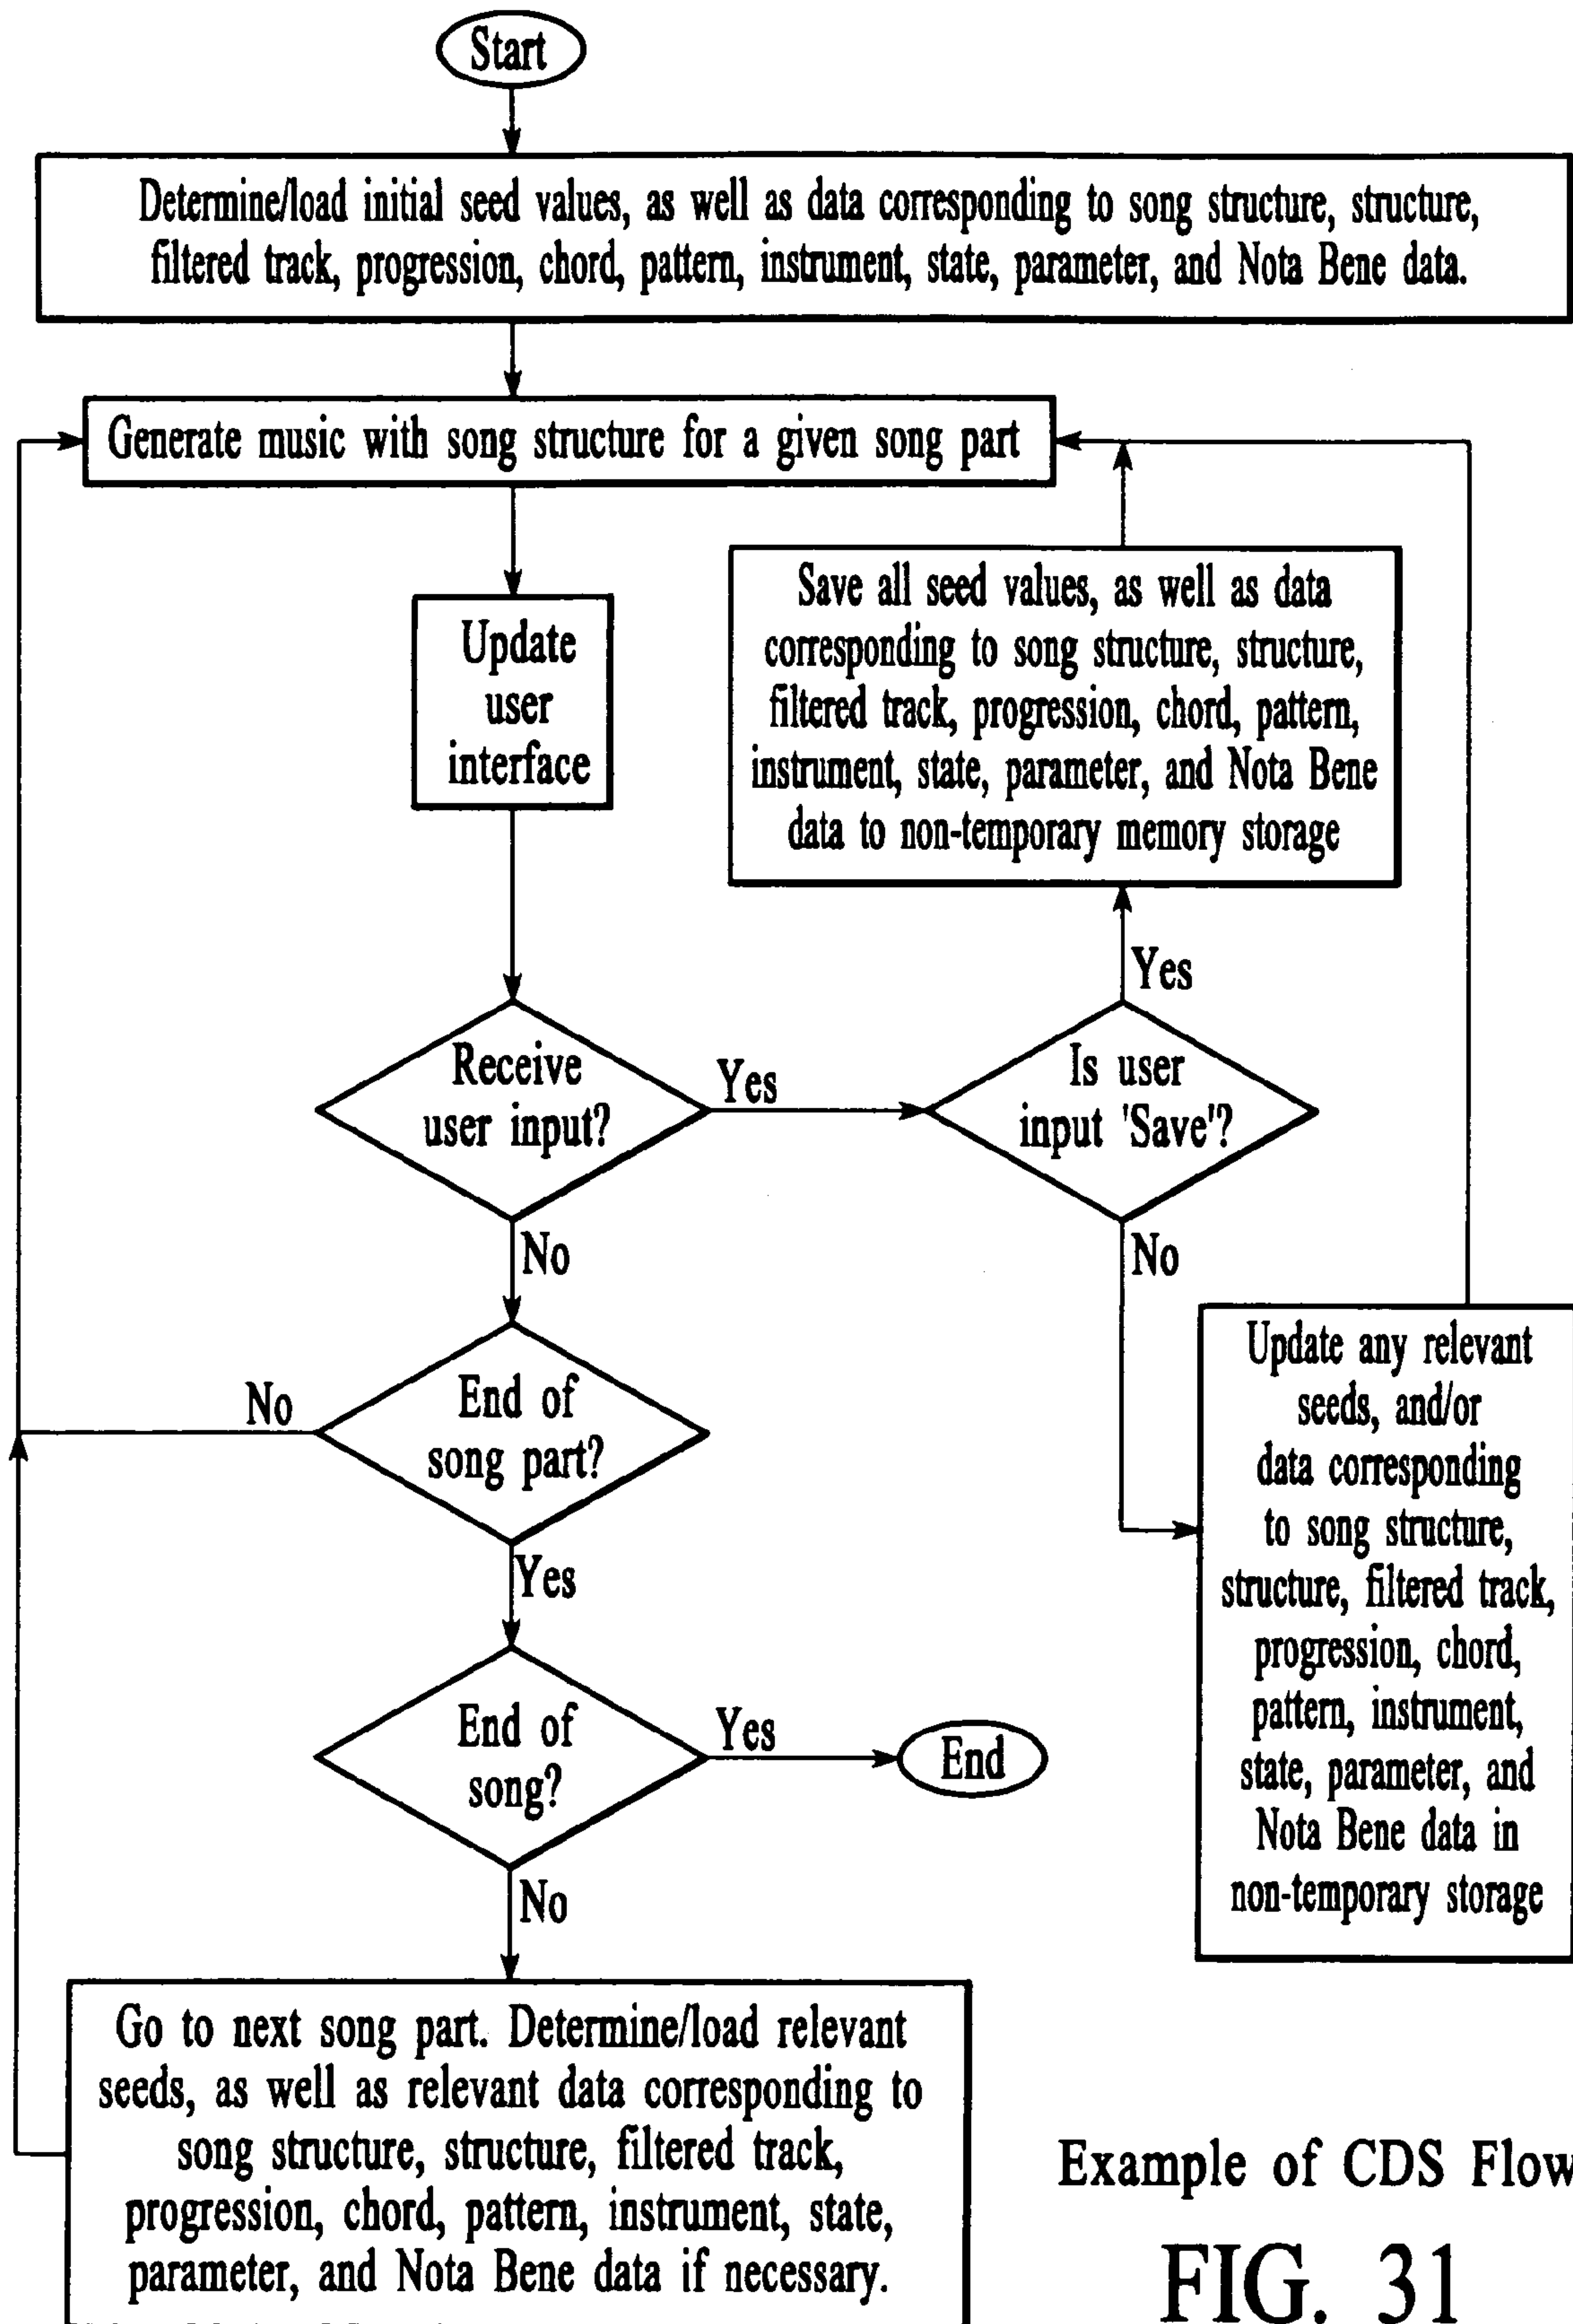 Start
Determine/load initial seed values, as well as data corresponding to song structure, structure,
filtered track, progression, chord, pattern, instrument, state, parameter, and Nota Bene data.
Generate music with song structure for a given song part
Update
user
interface
Save all seed values, as well as data
corresponding to song structure, structure,
filtered track, progression, chord, pattern,
instrument, state, parameter, and Nota Bene
data to non-temporary memory storage
Yes
Receive
user input?
Yes
Is user
input 'Save'?
No
No
End of
song part?
No
Yes
Update any relevant
seeds, and/or
data corresponding
to song structure,
structure, filtered track,
progression, chord,
pattern, instrument,
state, parameter, and
Nota Bene data in
non-temporary storage
End of
song?
Yes
End
No
Go to next song part. Determine/load relevant
seeds, as well as relevant data corresponding to
song structure, structure, filtered track,
progression, chord, pattern, instrument, state,
parameter, and Nota Bene data if necessary.
Example of CDS Flow
FIG. 31